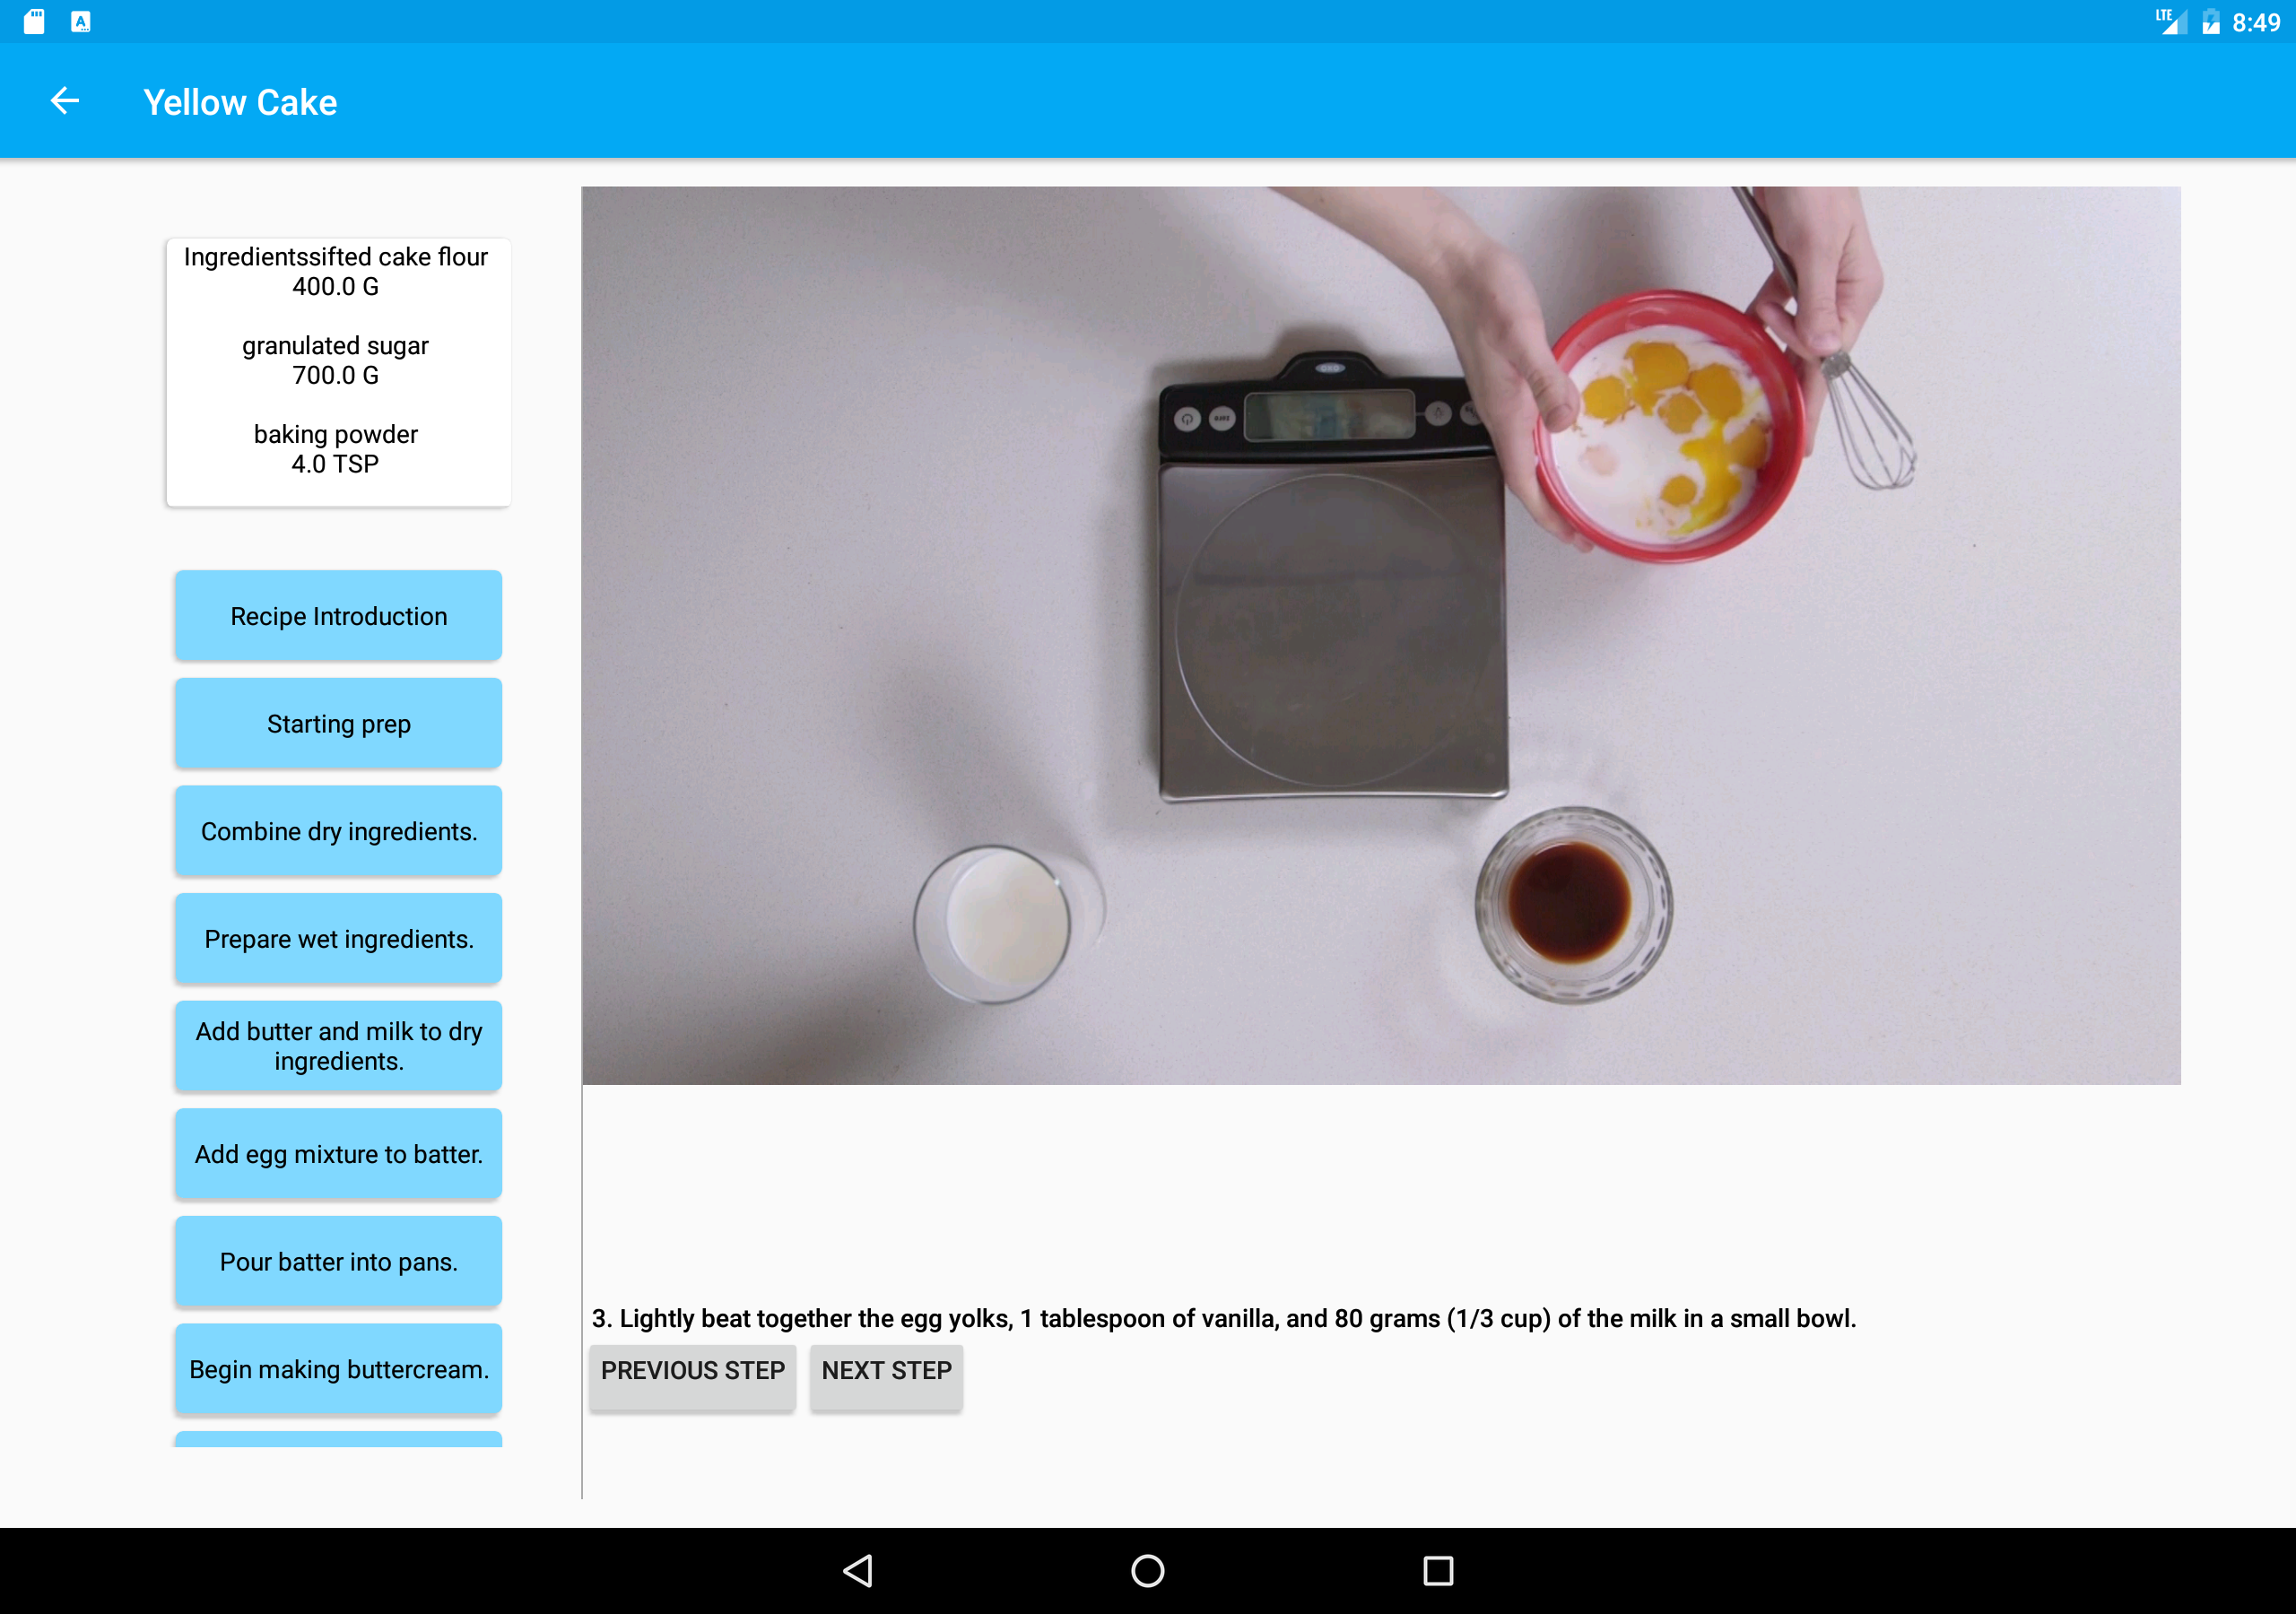 LTE 8:49
Yellow Cake
Ingredientssifted cake flour
400.0 G
granulated sugar
700.0 G
baking powder
4.0 TSP
Recipe Introduction
Starting prep
Combine dry ingredients.
Prepare wet ingredients.
Add butter and milk to dry
ingredients.
Add egg mixture to batter.
Pour batter into pans.
Begin making buttercream.
3. Lightly beat together the egg yolks, 1 tablespoon of vanilla, and 80 grams (1/3 cup) of the milk in a small bowl.
PREVIOUS STEP NEXT STEP